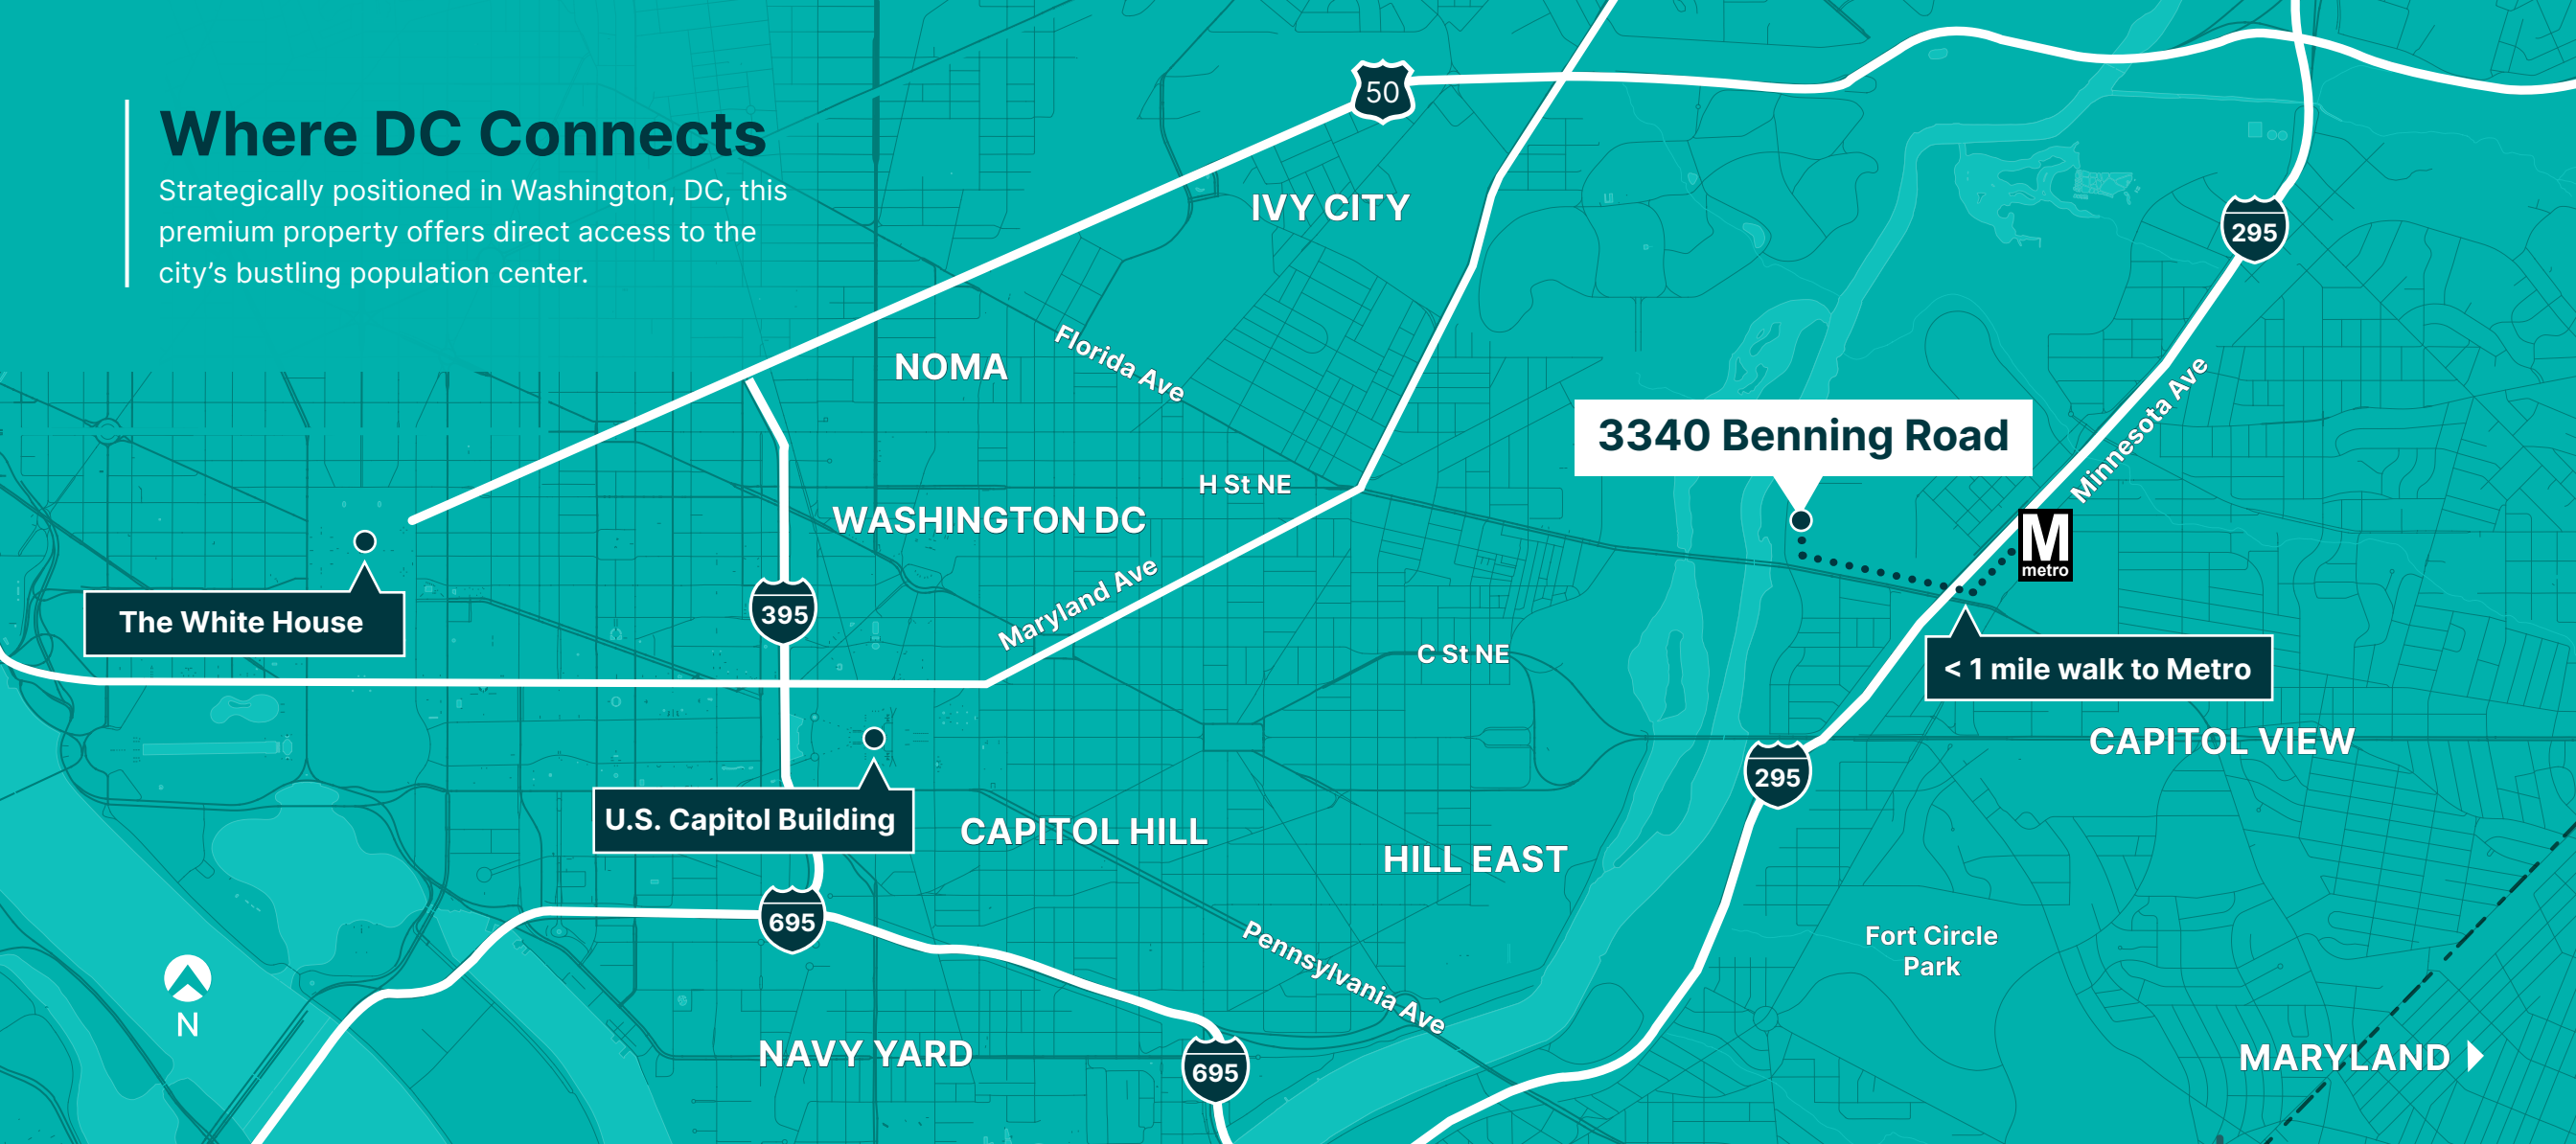 Where DC Connects
Strategically positioned in Washington, DC, this
premium property offers direct access to the
city’s bustling population center.
50
IVY CITY
295
Florida Ave
NOMA
Minnesota Ave
3340 Benning Road
H St NE
WASHINGTON DC
M
metro
The White House
395
Maryland Ave
C St NE
< 1 mile walk to Metro
CAPITOL VIEW
295
U.S. Capitol Building
CAPITOL HILL
HILL EAST
695
Pennsylvania Ave
Fort Circle
Park
N
NAVY YARD
695
MARYLAND